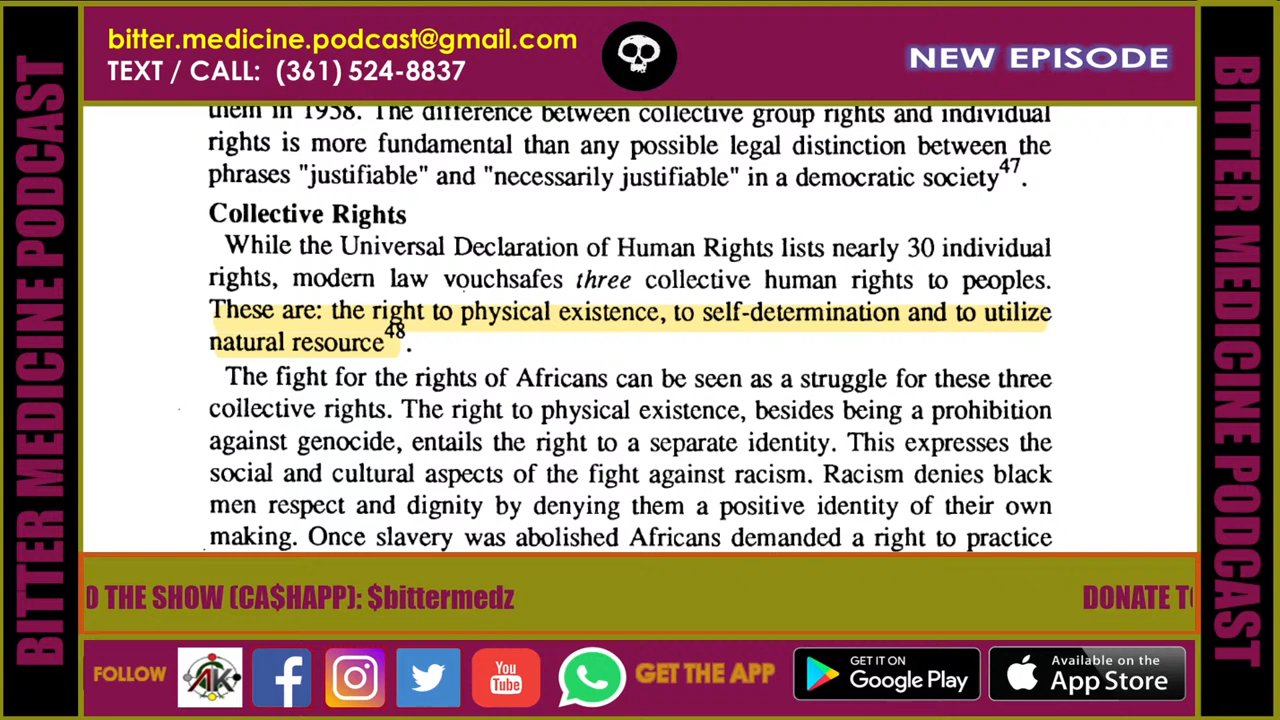 bitter.medicine.podcast@gmail.com
TEXT / CALL: (361) 524-8837
NEW EPISODE
BITTER MEDICINE PODCAST
them in 1958. The difference between collective group rights and individual
rights is more fundamental than any possible legal distinction between the
phrases "justifiable" and "necessarily justifiable" in a democratic society47.
Collective Rights
While the Universal Declaration of Human Rights lists nearly 30 individual
rights, modern law vouchsafes three collective human rights to peoples.
These are: the right to physical existence, to self-determination and to utilize
natural resource48.
The fight for the rights of Africans can be seen as a struggle for these three
collective rights. The right to physical existence, besides being a prohibition
against genocide, entails the right to a separate identity. This expresses the
social and cultural aspects of the fight against racism. Racism denies black
men respect and dignity by denying them a positive identity of their own
making. Once slavery was abolished Africans demanded a right to practice
BITTER MEDICINE PODCAST
O THE SHOW (CA$HAPP): $bittermedz
DONATE TO
FOLLOW
You
Tube
GET THE APP
GET IT ON
Google Play
Available on the
App Store